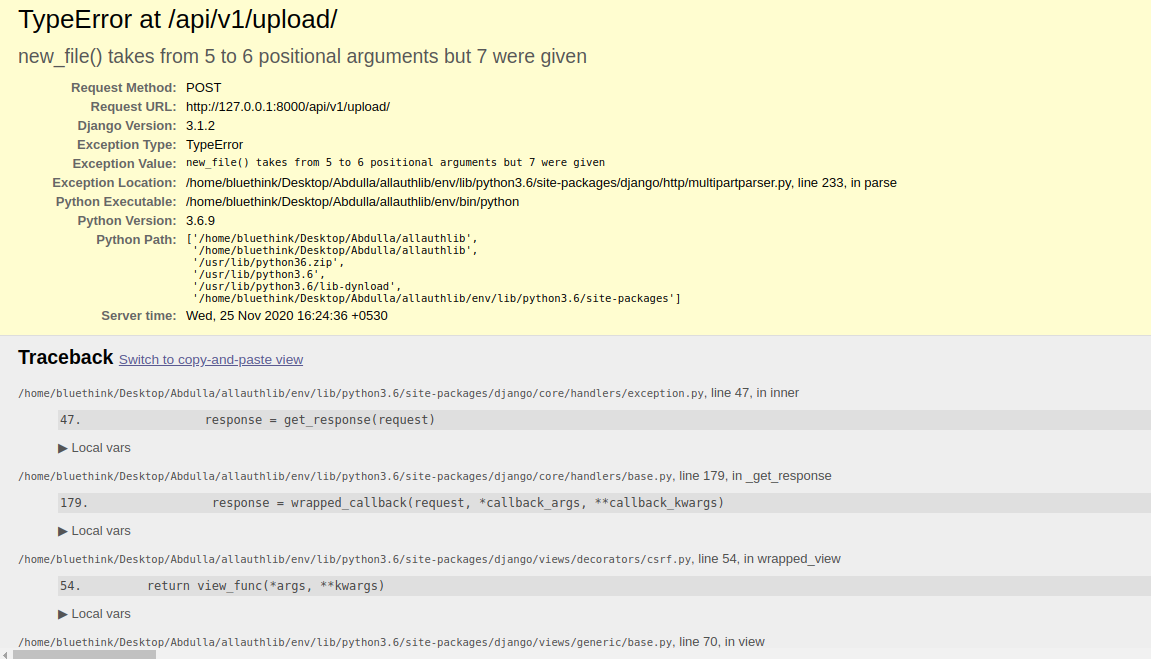 TypeError at /api/v1/upload/
new_file() takes from 5 to 6 positional arguments but 7 were given
Request Method: POST
Request URL: http://127.0.0.1:8000/api/v1/upload/
Django Version: 3.1.2
Exception Type: TypeError
Exception Value: new_file() takes from 5 to 6 positional arguments but 7 were given
Exception Location: /home/bluethink/Desktop/Abdulla/allauthlib/env/lib/python3.6/site-packages/django/http/multipartparser.py, line 233, in parse
Python Executable: /home/bluethink/Desktop/Abdulla/allauthlib/env/bin/python
Python Version: 3.6.9
Python Path: ['/home/bluethink/Desktop/Abdulla/allauthlib',
'/home/bluethink/Desktop/Abdulla/allauthlib',
'/usr/lib/python36.zip',
'/usr/lib/python3.6',
'/usr/lib/python3.6/lib-dynload',
'/home/bluethink/Desktop/Abdulla/allauthlib/env/lib/python3.6/site-packages']
Server time: Wed, 25 Nov 2020 16:24:36 +0530
Traceback Switch to copy-and-paste view
/home/bluethink/Desktop/Abdulla/allauthlib/env/lib/python3.6/site-packages/django/core/handlers/exception.py, line 47, in inner
47. response = get_response(request)
▶ Local vars
/home/bluethink/Desktop/Abdulla/allauthlib/env/lib/python3.6/site-packages/django/core/handlers/base.py, line 179, in _get_response
179. response = wrapped_callback(request, *callback_args, **callback_kwargs)
▶ Local vars
/home/bluethink/Desktop/Abdulla/allauthlib/env/lib/python3.6/site-packages/django/views/decorators/csrf.py, line 54, in wrapped_view
54. return view_func(*args, **kwargs)
▶ Local vars
/home/bluethink/Desktop/Abdulla/allauthlib/env/lib/python3.6/site-packages/django/views/generic/base.py, line 70, in view